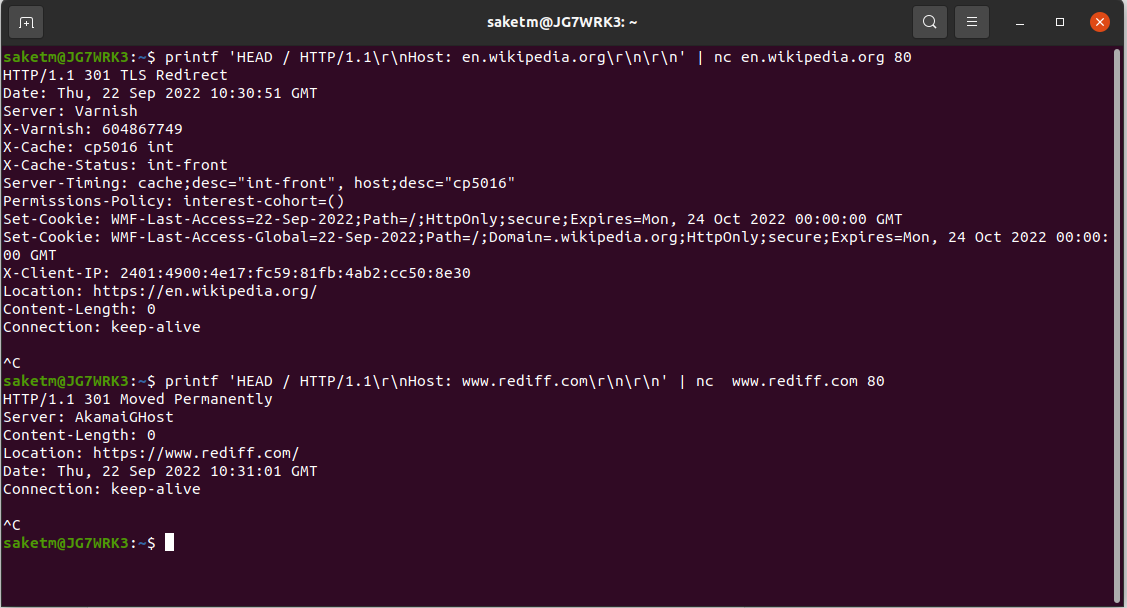 saketm@JG7WRK3: ~
saketm@JG7WRK3:~$ printf 'HEAD / HTTP/1.1\r\nHost: en.wikipedia.org\r\n\r\n' | nc en.wikipedia.org 80
HTTP/1.1 301 TLS Redirect
Date: Thu, 22 Sep 2022 10:30:51 GMT
Server: Varnish
X-Varnish: 604867749
X-Cache: cp5016 int
X-Cache-Status: int-front
Server-Timing: cache;desc="int-front", host;desc="cp5016"
Permissions-Policy: interest-cohort=()
Set-Cookie: WMF-Last-Access=22-Sep-2022;Path=/;HttpOnly;secure;Expires=Mon, 24 Oct 2022 00:00:00 GMT
Set-Cookie: WMF-Last-Access-Global=22-Sep-2022;Path=/;Domain=.wikipedia.org;HttpOnly;secure;Expires=Mon, 24 Oct 2022 00:00:
00 GMT
X-Client-IP: 2401:4900:4e17:fc59:81fb:4ab2:cc50:8e30
Location: https://en.wikipedia.org/
Content-Length: 0
Connection: keep-alive
^C
saketm@JG7WRK3:~$ printf 'HEAD / HTTP/1.1\r\nHost: www.rediff.com\r\n\r\n' | nc  www.rediff.com 80
HTTP/1.1 301 Moved Permanently
Server: AkamaiGHost
Content-Length: 0
Location: https://www.rediff.com/
Date: Thu, 22 Sep 2022 10:31:01 GMT
Connection: keep-alive
^C
saketm@JG7WRK3:~$